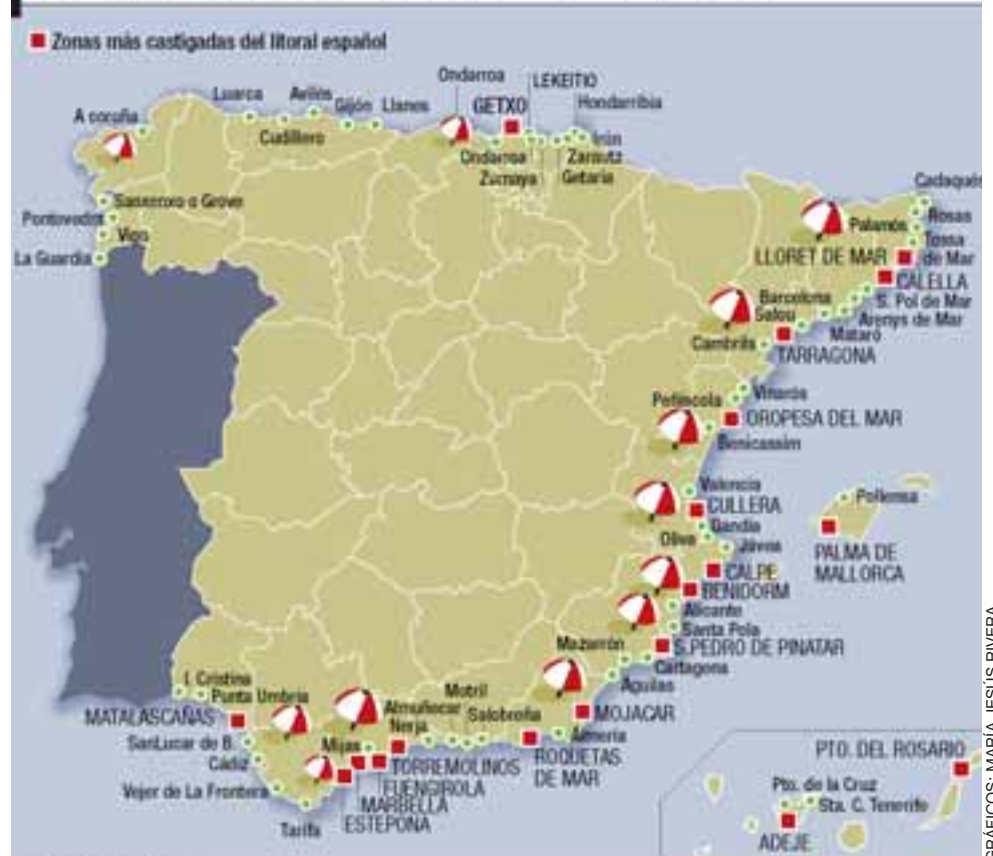 Zonas más castigadas del litoral español
Ondarroa
LEKEITIO
Luarca
Avilés
Gijón
Llanes
GETXO
Hondarribia
A coruña
Cudillero
Irún
Ondarroa
Zarautz
Zumaya
Getaria
Cadaqués
Sansenxo o Grove
Pontevedra
Vigo
La Guardia
Rosas
Palamós
Tossa
de Mar
LLORET DE MAR
CALELLA
Barcelona
S. Pol de Mar
Salou
Arenys de Mar
Mataró
Cambrils
TARRAGONA
Vinarós
Peñíscola
OROPESA DEL MAR
Benicassim
Valencia
CULLERA
Gandía
Oliva
Jávea
Pollensa
PALMA DE
MALLORCA
CALPE
BENIDORM
Alicante
Santa Pola
Mazarrón
S.PEDRO DE PINATAR
Cartagena
Águilas
I. Cristina
Punta Umbría
Motril
MATALASCAÑAS
Almuñecar
Nerja
Salobreña
MOJACAR
SanLucar de B.
Mijas
Almería
Cádiz
TORREMOLINOS
ROQUETAS
DE MAR
FUENGIROLA
Vejer de La Frontera
MARBELLA
Tarifa
ESTEPONA
PTO. DEL ROSARIO
Pto. de la Cruz
Sta. C. Tenerife
ADEJE
GRÁFICOS: MARÍA JESÚS RIVERA